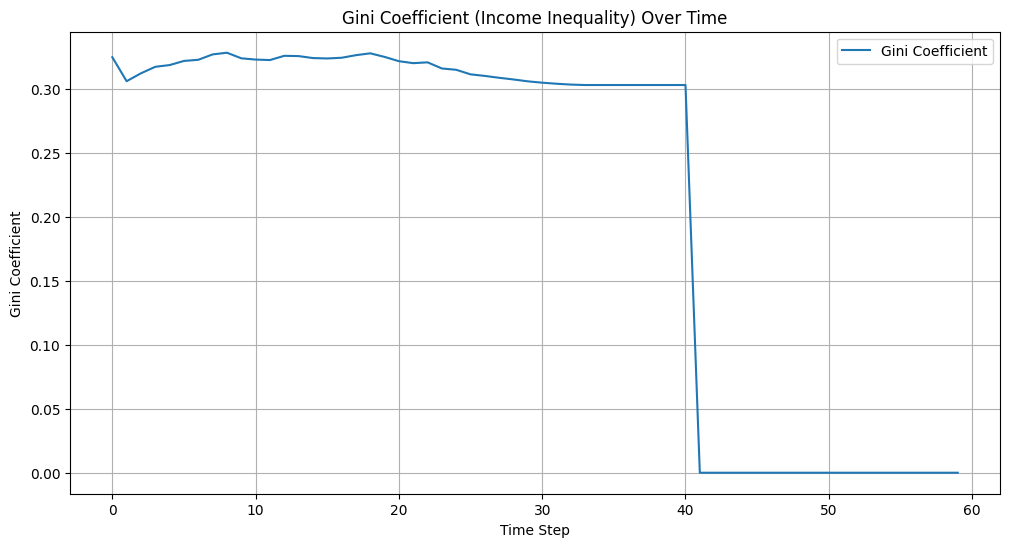 Gini Coefficient (Income Inequality) Over Time
Gini Coefficient
Gini Coefficient
0.30
0.25
0.20
0.15
0.10
0.05
0.00
0 10 20 30 40 50 60
Time Step